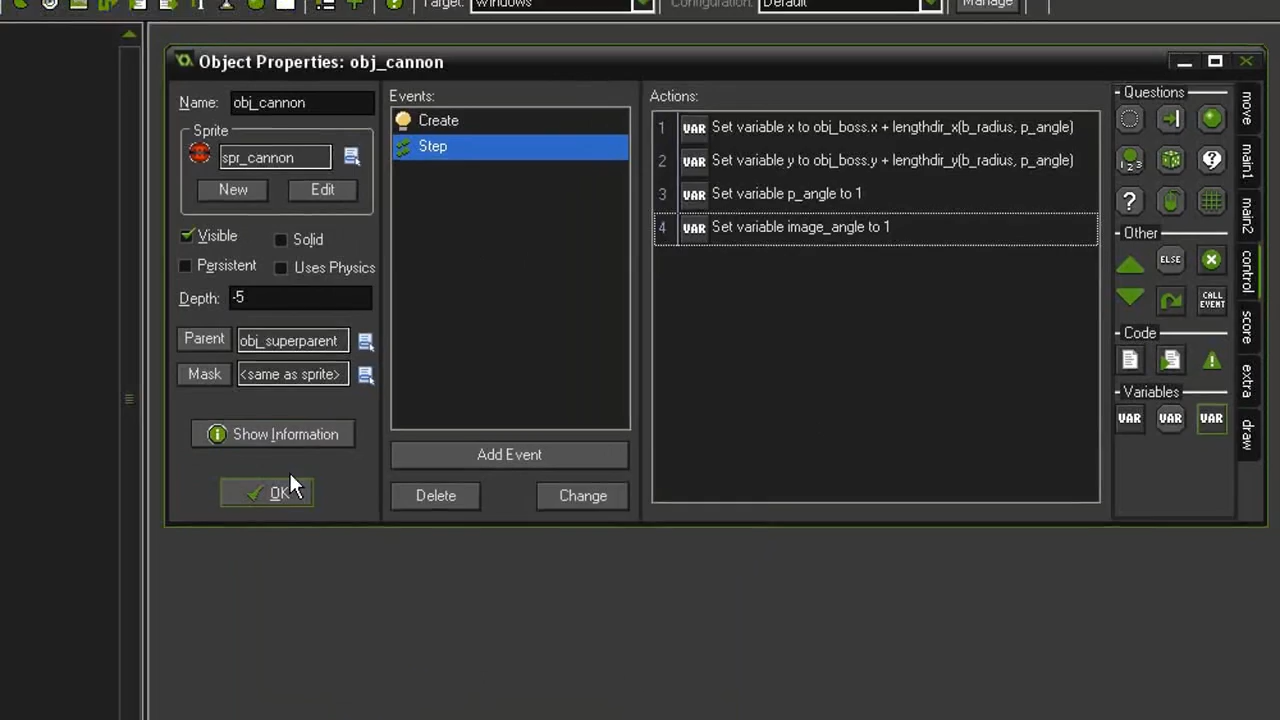 Target: Windows Configuration: Default Manage
Object Properties: obj_cannon
Name: obj_cannon
Sprite
spr_cannon
New Edit
Visible Solid
Persistent Uses Physics
Depth: -5
Parent obj_superparent
Mask <same as sprite>
Show Information
OK
Events:
Create
Step
Add Event
Delete Change
Actions:
1 VAR Set variable x to obj_boss.x + lengthdir_x(b_radius, p_angle)
2 VAR Set variable y to obj_boss.y + lengthdir_y(b_radius, p_angle)
3 VAR Set variable p_angle to 1
4 VAR Set variable image_angle to 1
Questions
1 2 3 ?
?
Other
ELSE
CALL
EVENT
Code
Variables
VAR VAR VAR
move
main1
main2
control
score
extra
draw